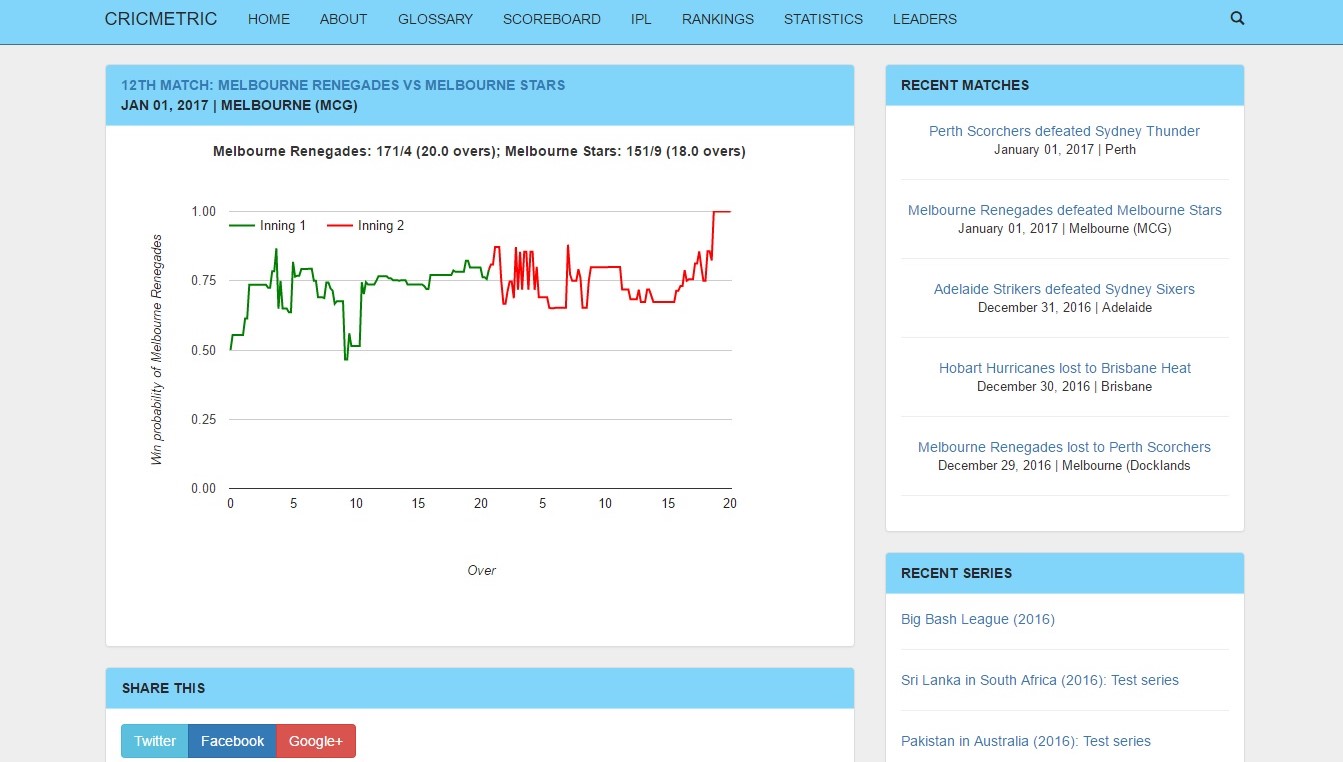 CRICMETRIC HOME ABOUT GLOSSARY SCOREBOARD IPL RANKINGS STATISTICS LEADERS
12TH MATCH: MELBOURNE RENEGADES VS MELBOURNE STARS
JAN 01, 2017 | MELBOURNE (MCG)
Melbourne Renegades: 171/4 (20.0 overs); Melbourne Stars: 151/9 (18.0 overs)
Win probability of Melbourne Renegades
1.00
Inning 1 Inning 2
0.75
0.50
0.25
0.00
0 5 10 15 20 5 10 15 20
Over
SHARE THIS
Twitter Facebook Google+
RECENT MATCHES
Perth Scorchers defeated Sydney Thunder
January 01, 2017 | Perth
Melbourne Renegades defeated Melbourne Stars
January 01, 2017 | Melbourne (MCG)
Adelaide Strikers defeated Sydney Sixers
December 31, 2016 | Adelaide
Hobart Hurricanes lost to Brisbane Heat
December 30, 2016 | Brisbane
Melbourne Renegades lost to Perth Scorchers
December 29, 2016 | Melbourne (Docklands
RECENT SERIES
Big Bash League (2016)
Sri Lanka in South Africa (2016): Test series
Pakistan in Australia (2016): Test series